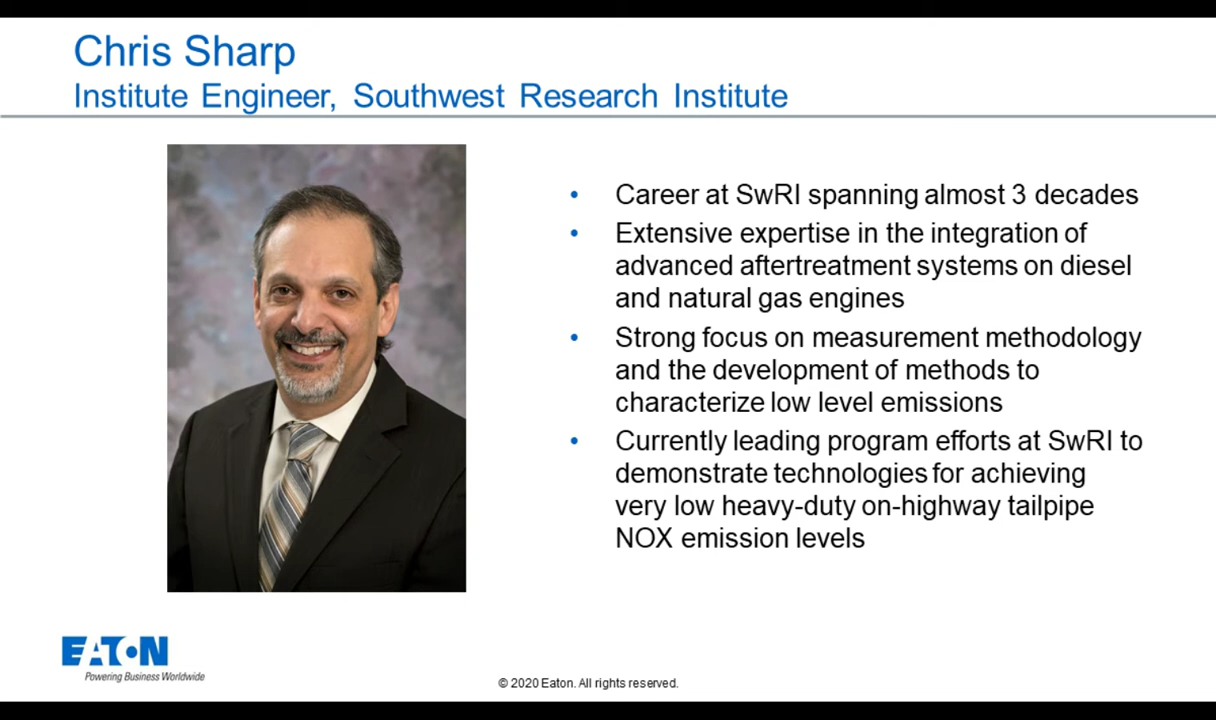 Chris Sharp
Institute Engineer, Southwest Research Institute
• Career at SwRI spanning almost 3 decades
• Extensive expertise in the integration of
advanced aftertreatment systems on diesel
and natural gas engines
• Strong focus on measurement methodology
and the development of methods to
characterize low level emissions
• Currently leading program efforts at SwRI to
demonstrate technologies for achieving
very low heavy-duty on-highway tailpipe
NOX emission levels
EATON
Powering Business Worldwide
© 2020 Eaton. All rights reserved.